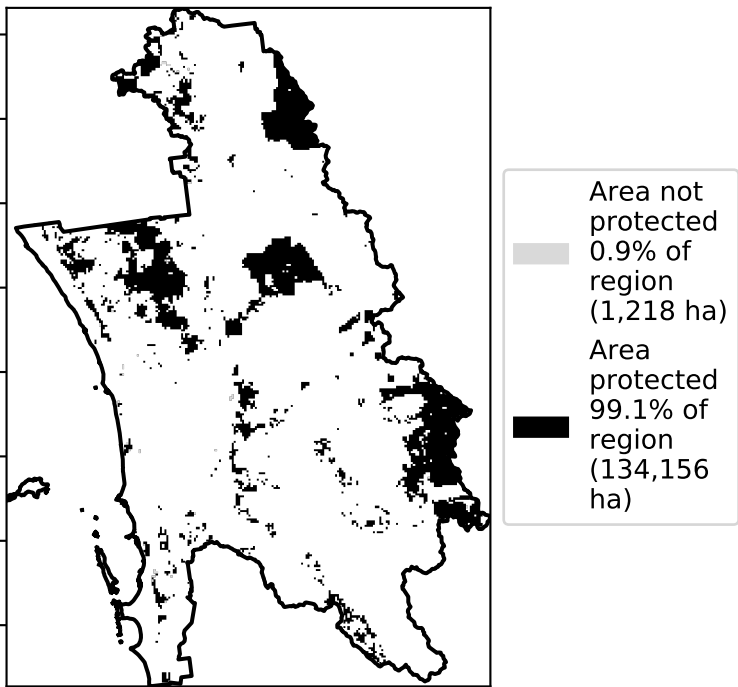 Area not
protected
0.9% of
region
(1,218 ha)
Area
protected
99.1% of
region
(134,156
ha)